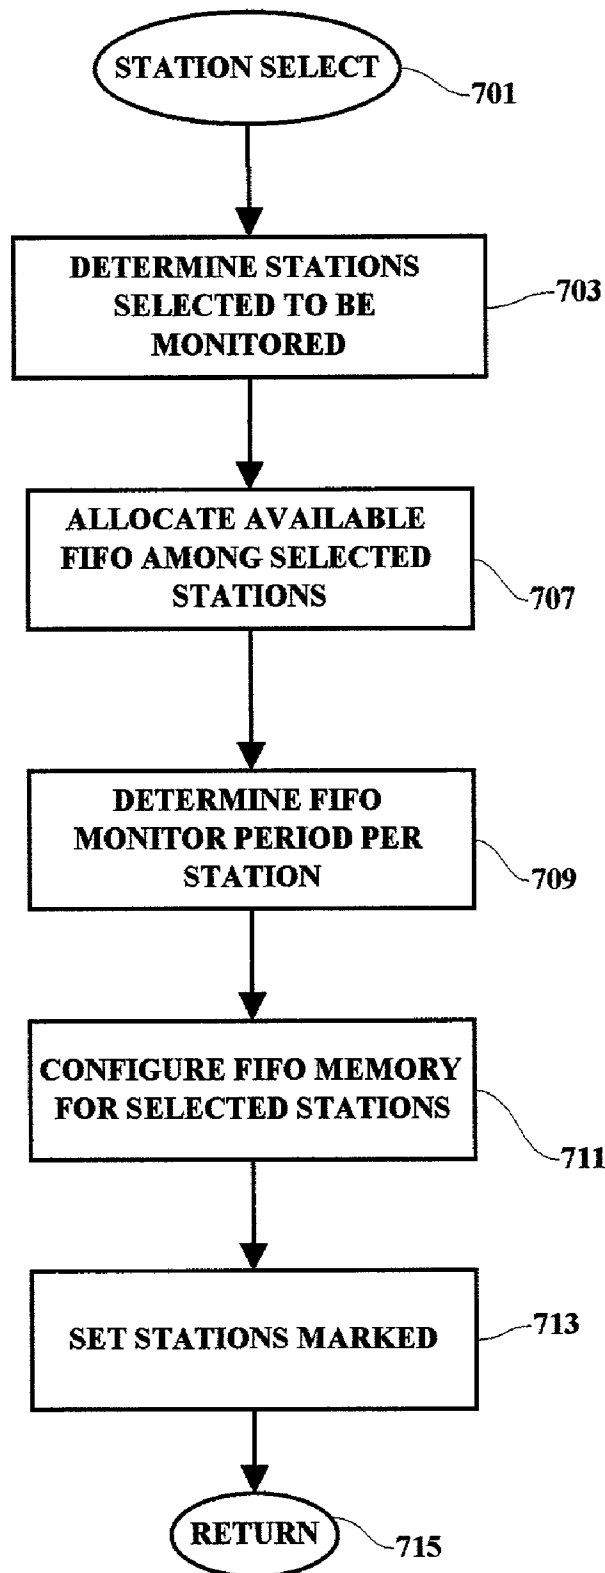 STATION SELECT
701
DETERMINE STATIONS
SELECTED TO BE
MONITORED
703
ALLOCATE AVAILABLE
FIFO AMONG SELECTED
STATIONS
707
DETERMINE FIFO
MONITOR PERIOD PER
STATION
709
CONFIGURE FIFO MEMORY
FOR SELECTED STATIONS
711
SET STATIONS MARKED
713
RETURN
715